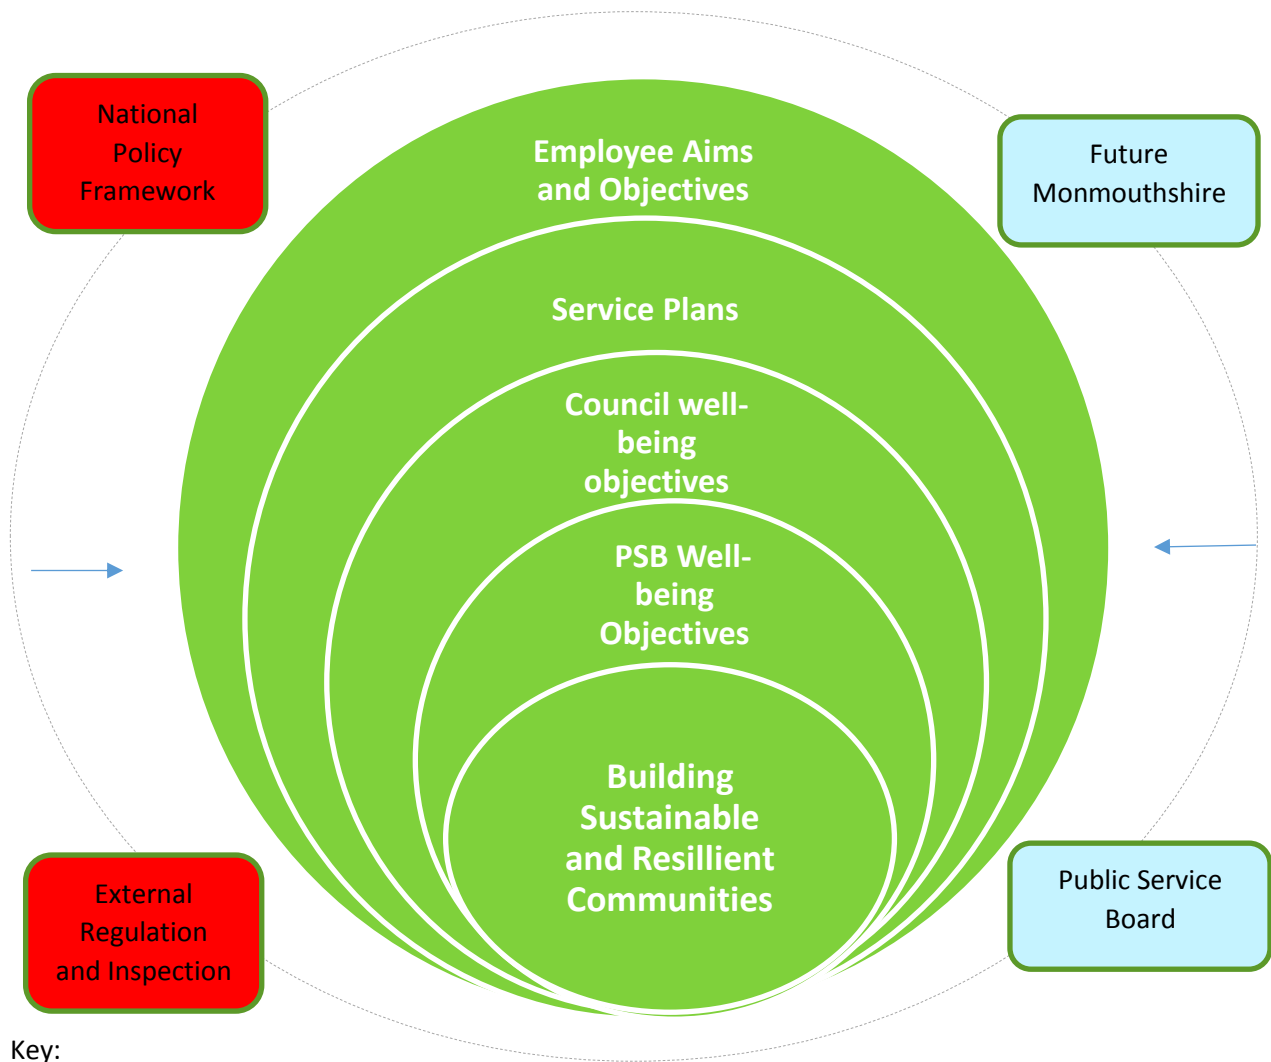 National
Policy
Framework
Future
Monmouthshire
Employee Aims
and Objectives
Service Plans
Council well-
being
objectives
PSB Well-
being
Objectives
Building
Sustainable
and Resillient
Communities
External
Regulation
and Inspection
Public Service
Board
Key: